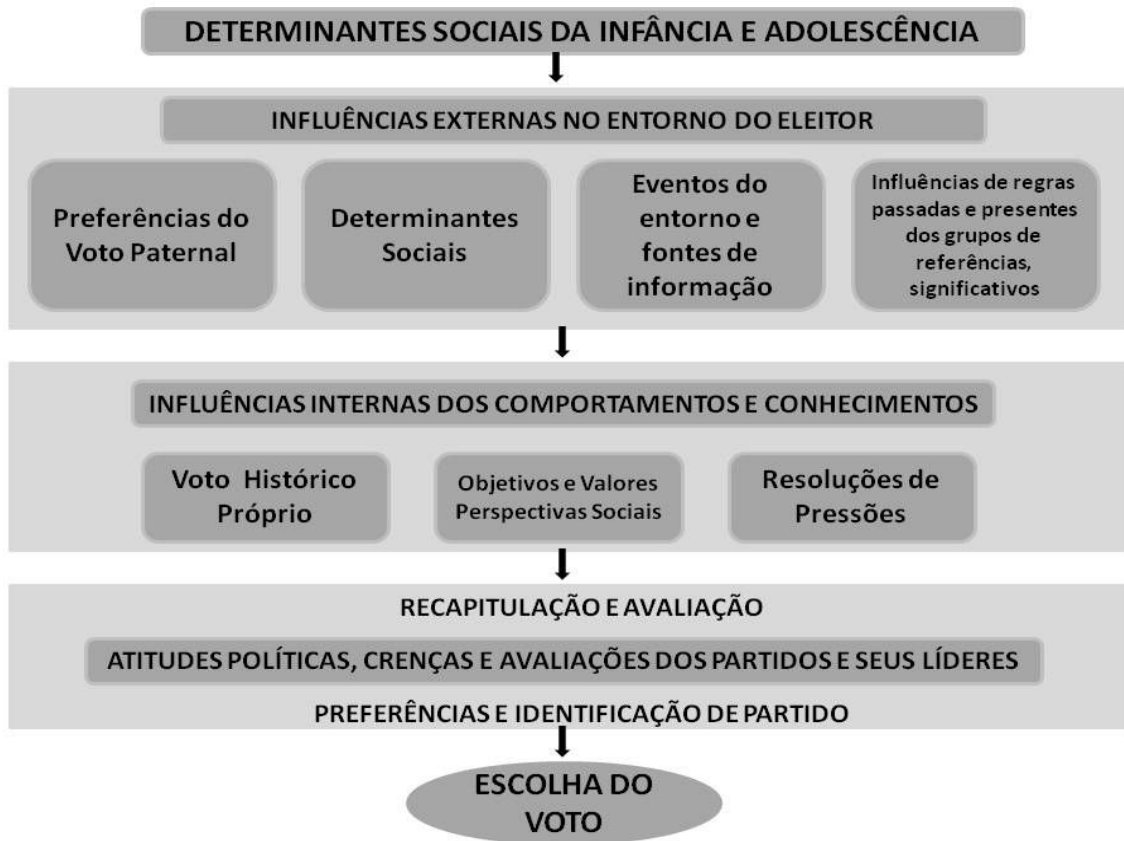 DETERMINANTES SOCIAIS DA INFÂNCIA E ADOLESCÊNCIA
INFLUÊNCIAS EXTERNAS NO ENTORNO DO ELEITOR
Preferências do
Voto Paternal
Determinantes
Sociais
Eventos do
entorno e
fontes de
informação
Influências de regras
passadas e presentes
dos grupos de
referências,
significativos
INFLUÊNCIAS INTERNAS DOS COMPORTAMENTOS E CONHECIMENTOS
Voto Histórico
Próprio
Objetivos e Valores
Perspectivas Sociais
Resoluções de
Pressões
RECAPITULAÇÃO E AVALIAÇÃO
ATITUDES POLÍTICAS, CRENÇAS E AVALIAÇÕES DOS PARTIDOS E SEUS LÍDERES
PREFERÊNCIAS E IDENTIFICAÇÃO DE PARTIDO
ESCOLHA DO
VOTO